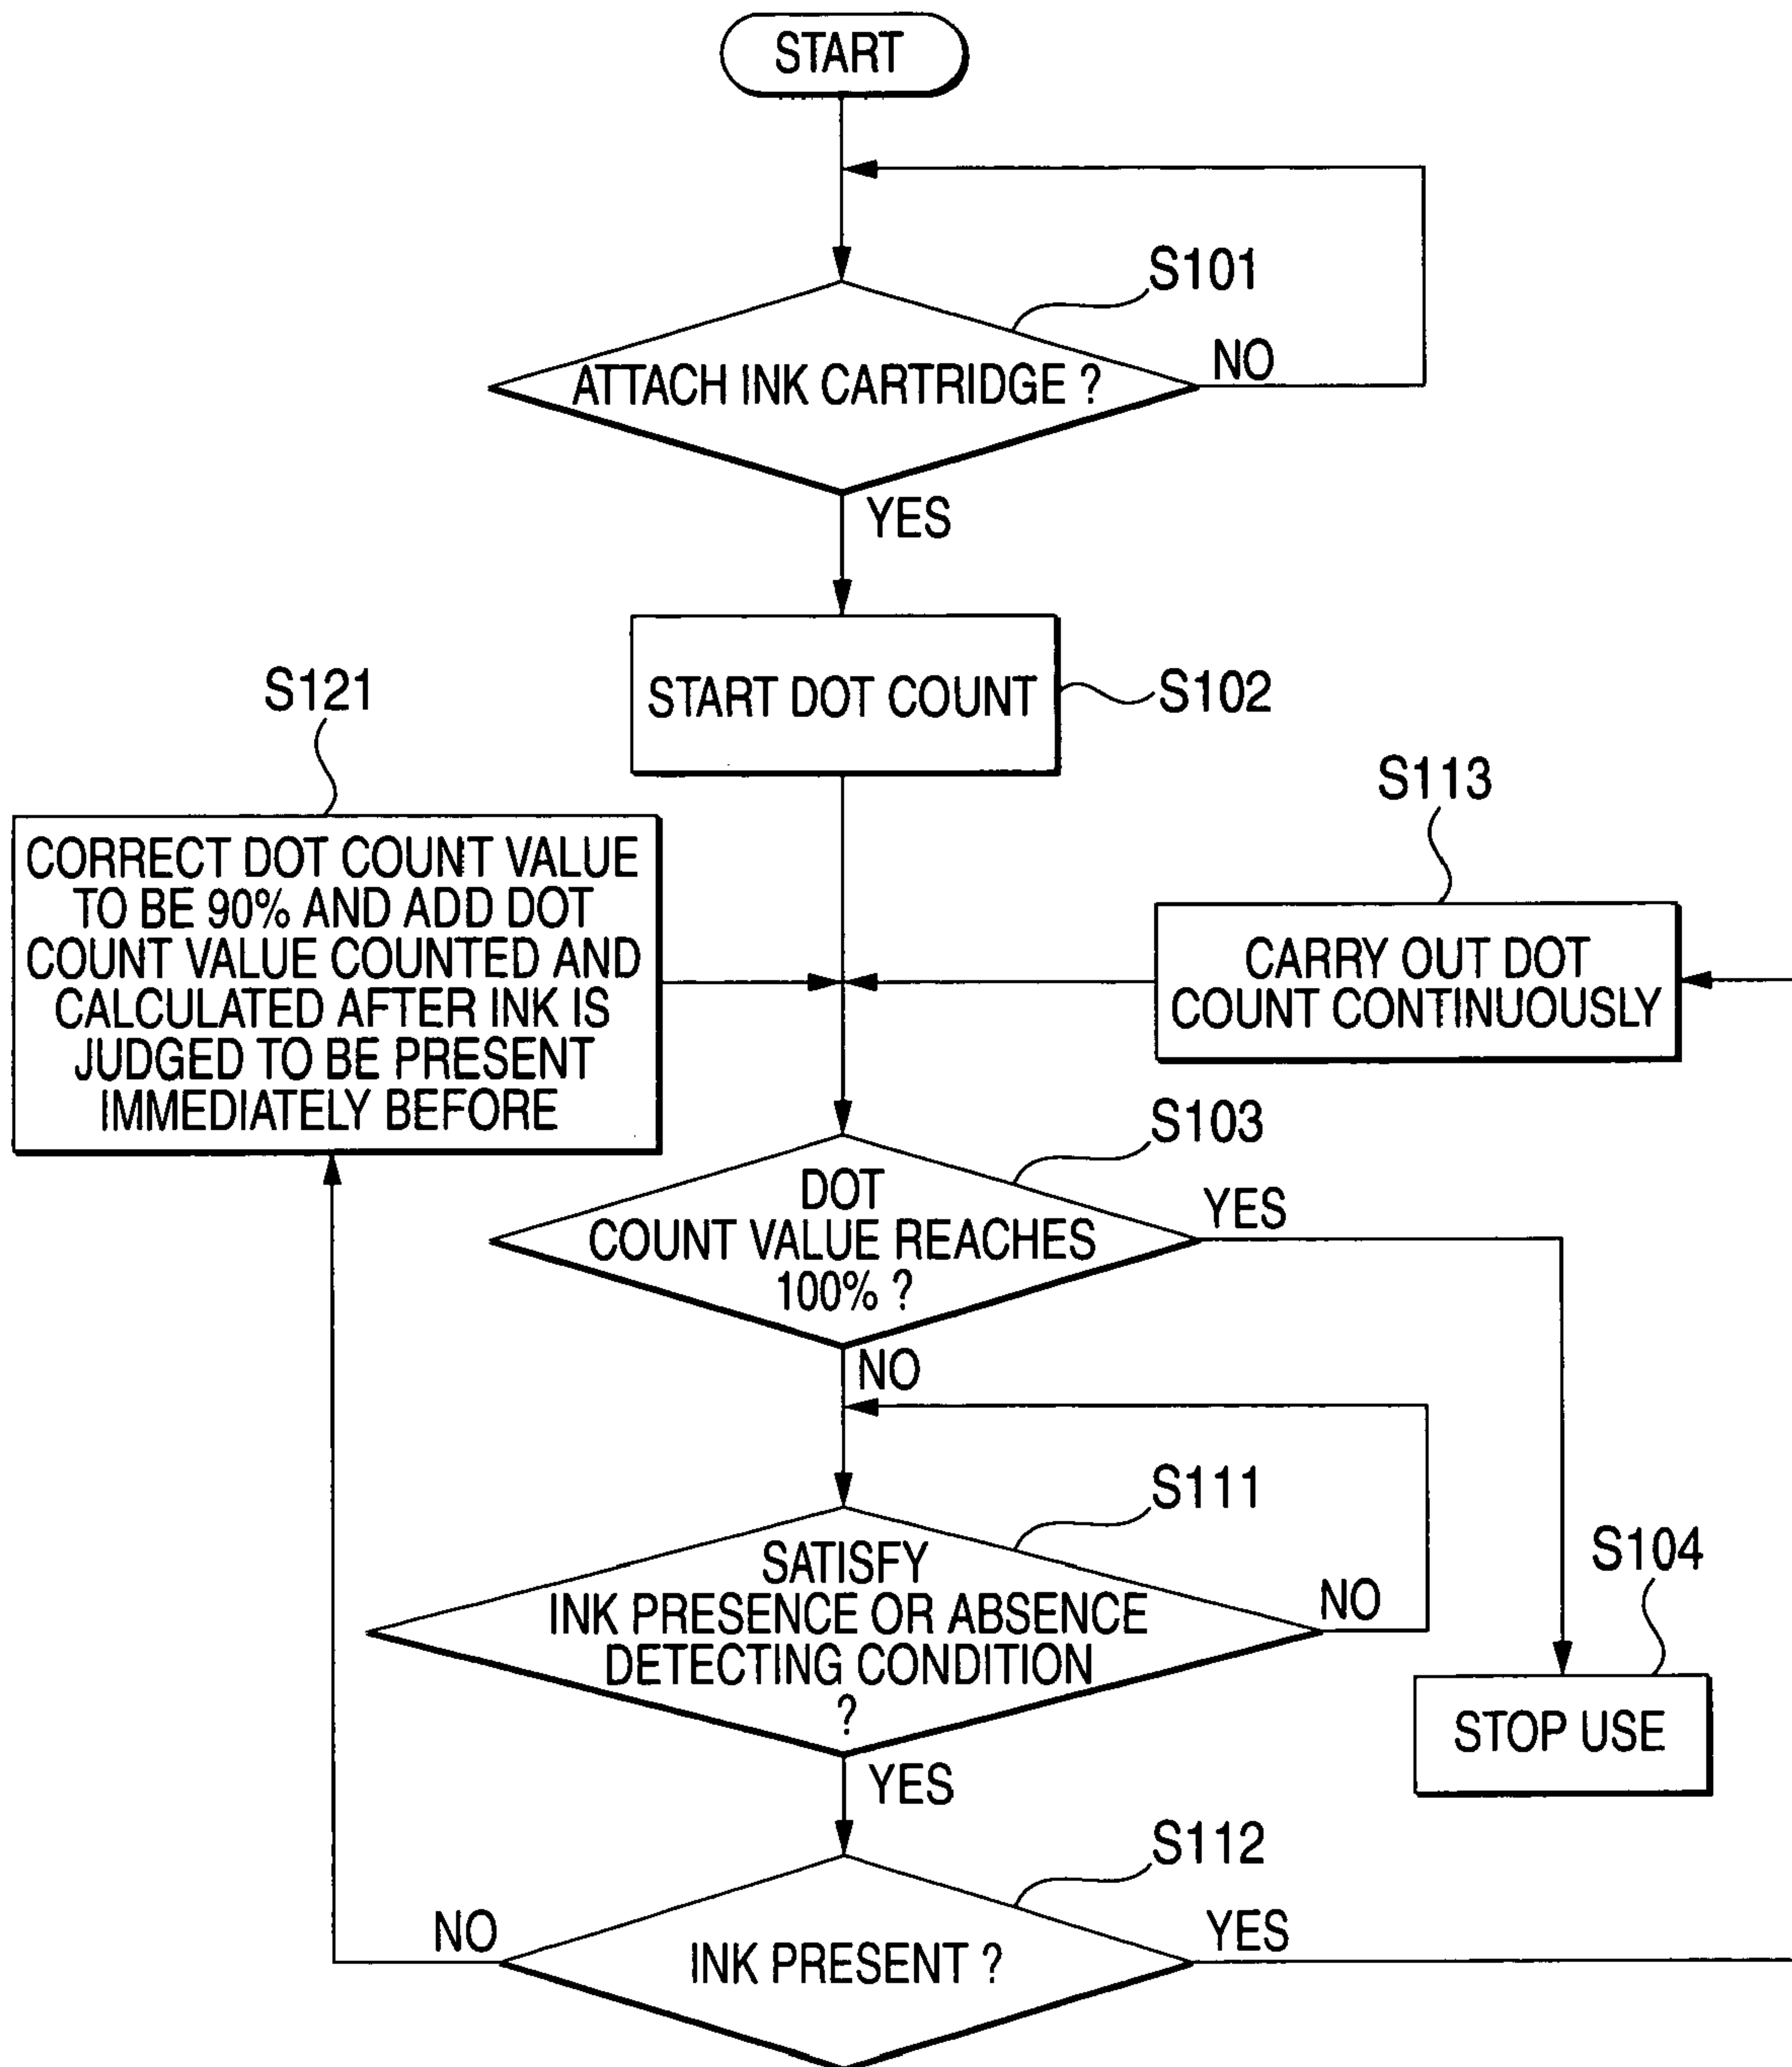 START
S101
ATTACH INK CARTRIDGE ?
NO
YES
START DOT COUNT
S102
S121
CORRECT DOT COUNT VALUE
TO BE 90% AND ADD DOT
COUNT VALUE COUNTED AND
CALCULATED AFTER INK IS
JUDGED TO BE PRESENT
IMMEDIATELY BEFORE
S113
CARRY OUT DOT
COUNT CONTINUOUSLY
S103
DOT
COUNT VALUE REACHES
100% ?
YES
NO
S111
SATISFY
INK PRESENCE OR ABSENCE
DETECTING CONDITION
?
NO
YES
S104
STOP USE
S112
INK PRESENT ?
NO
YES